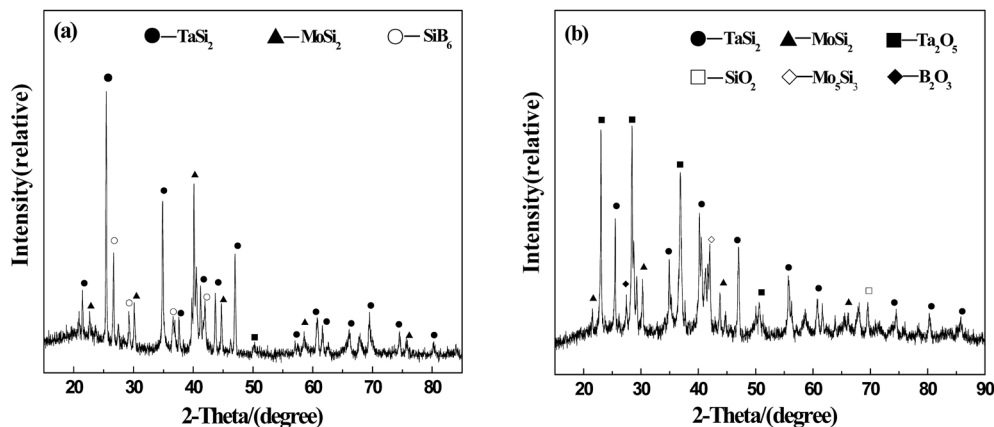 (a)
TaSi2 MoSi2 SiB6
Intensity(relative)
20 30 40 50 60 70 80
2-Theta/(degree)
(b)
TaSi2 MoSi2 Ta2O5
SiO2 Mo5Si3 B2O3
Intensity(relative)
20 30 40 50 60 70 80 90
2-Theta/(degree)